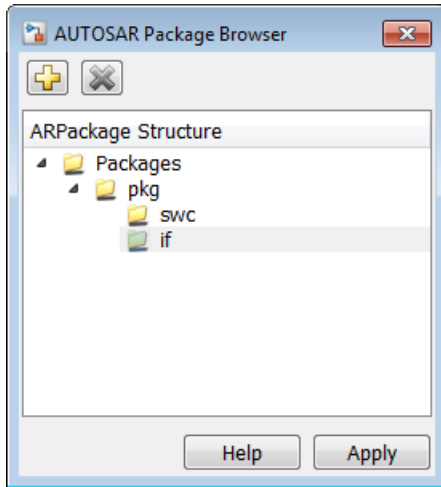 AUTOSAR Package Browser
ARPackage Structure
Packages
pkg
swc
if
Help Apply